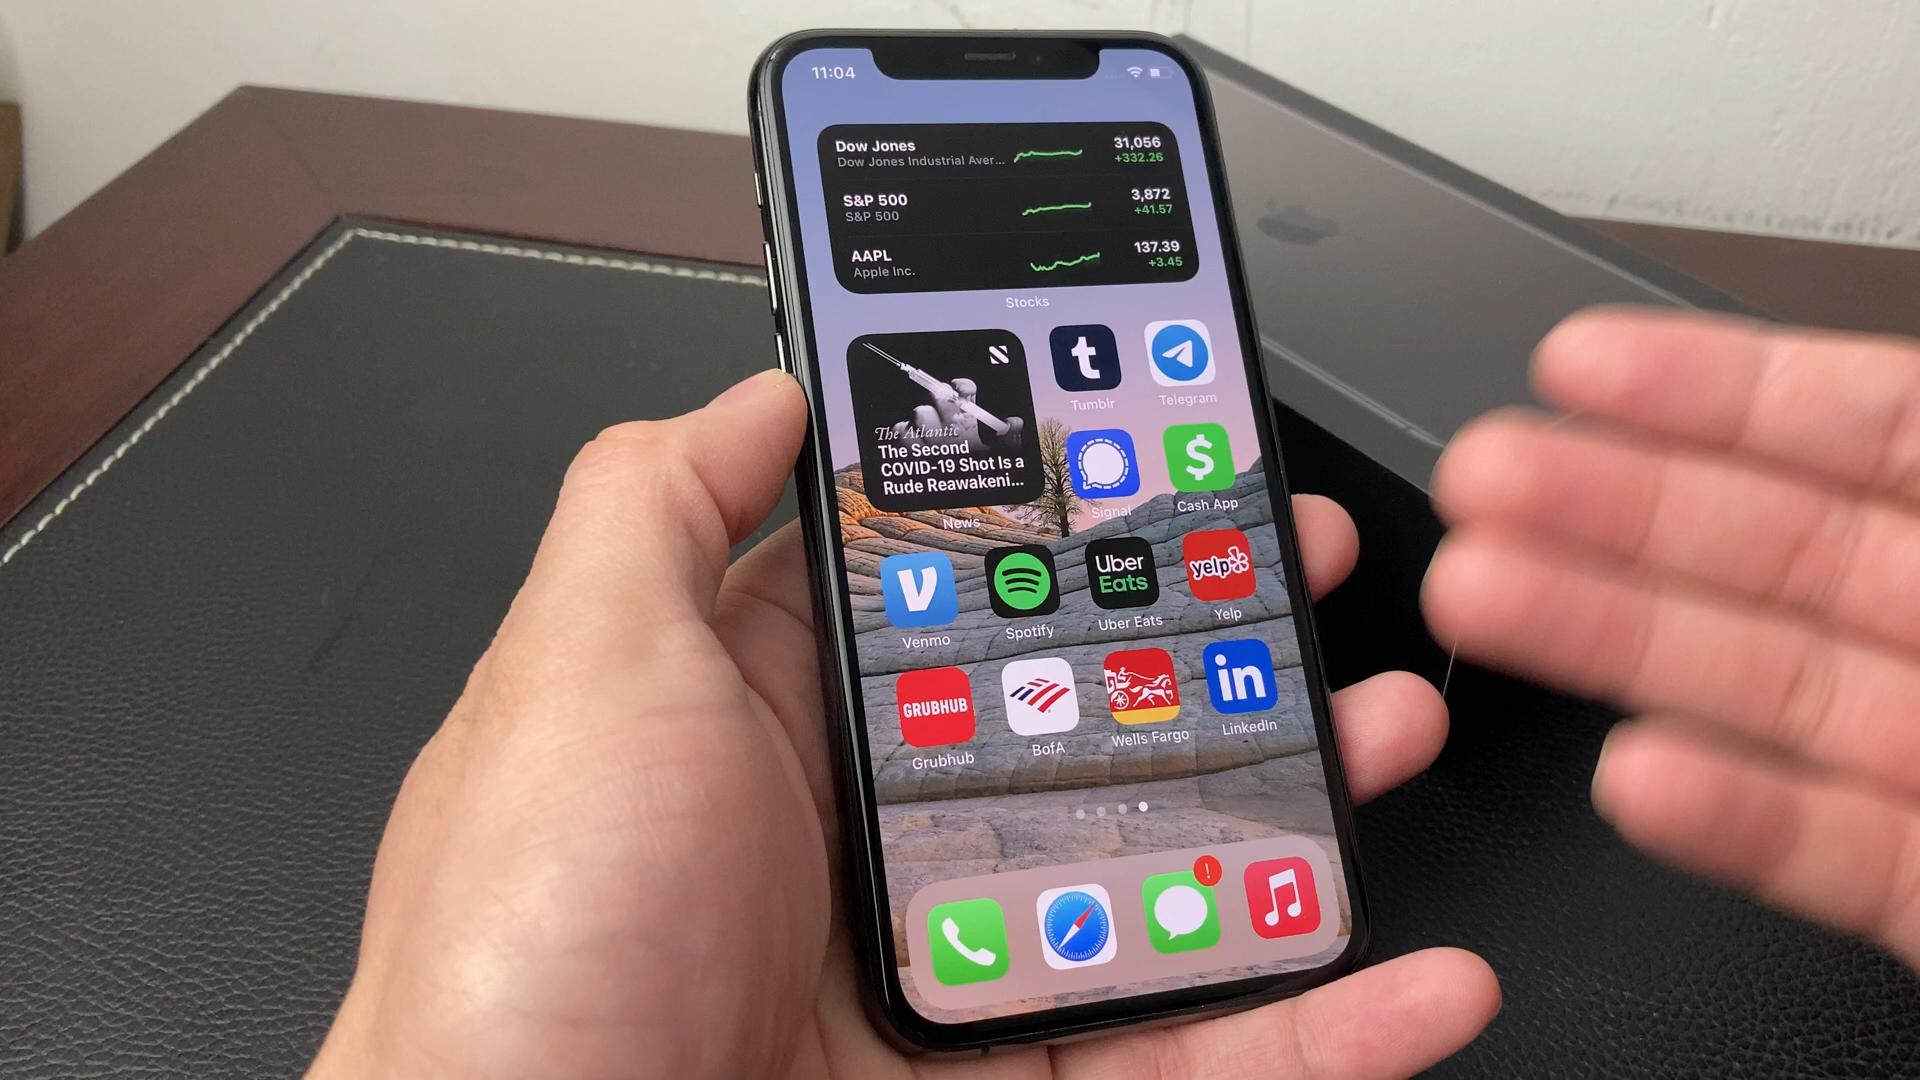 11:04
Dow Jones
Dow Jones Industrial Aver...
31,056
+332.26
S&P 500
S&P 500
3,872
+41.57
AAPL
Apple Inc.
137.39
+3.45
Stocks
The Atlantic
The Second
COVID-19 Shot Is a
Rude Reawakeni...
News
t
Tumblr
Telegram
Signal
$
Cash App
V
Venmo
Spotify
Uber
Eats
Uber Eats
yelp
Yelp
GRUBHUB
Grubhub
BofA
Wells Fargo
in
LinkedIn
!